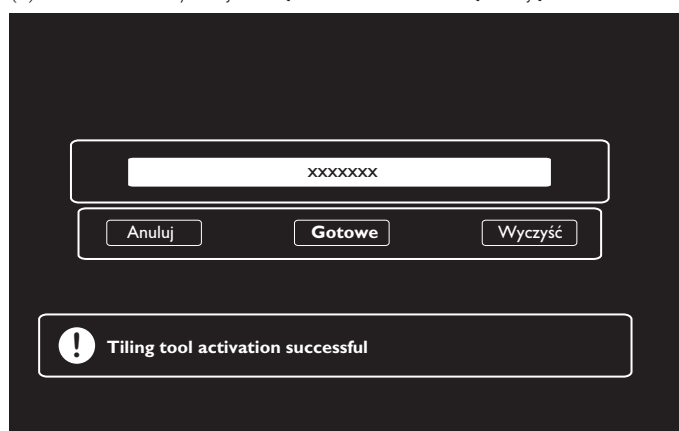 xxxxxxx
Anuluj Gotowe Wyczyść
Tiling tool activation successful